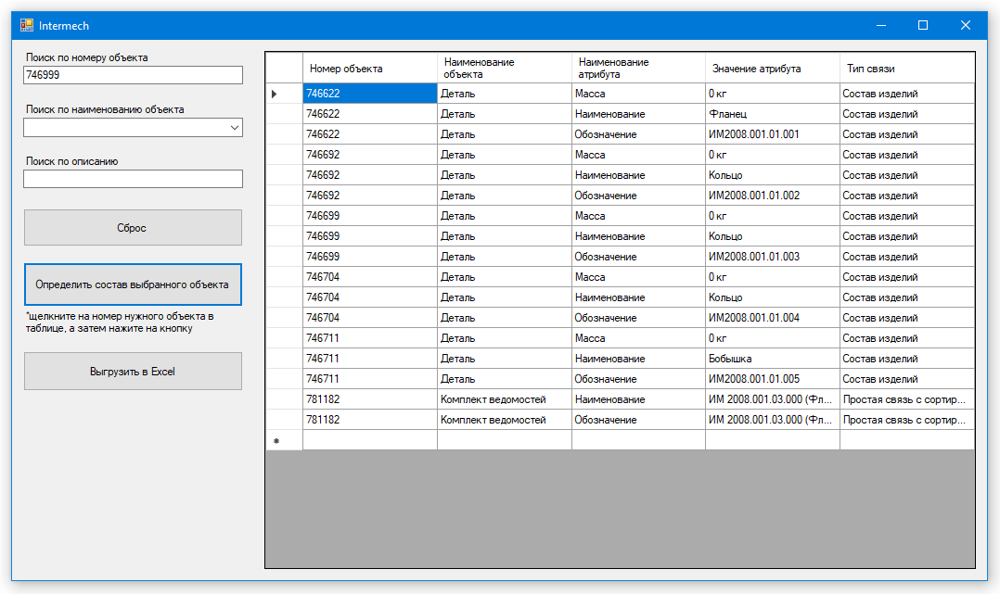 Intermech
Поиск по номеру объекта
746999
Поиск по наименованию объекта
Поиск по описанию
Сброс
Определить состав выбранного объекта
*щелкните на номер нужного объекта в
таблице, а затем нажите на кнопку
Выгрузить в Excel
Номер объекта Наименование объекта Наименование атрибута Значение атрибута Тип связи
746622 Деталь Масса 0 кг Состав изделий
746622 Деталь Наименование Фланец Состав изделий
746622 Деталь Обозначение ИМ2008.001.01.001 Состав изделий
746692 Деталь Масса 0 кг Состав изделий
746692 Деталь Наименование Кольцо Состав изделий
746692 Деталь Обозначение ИМ2008.001.01.002 Состав изделий
746699 Деталь Масса 0 кг Состав изделий
746699 Деталь Наименование Кольцо Состав изделий
746699 Деталь Обозначение ИМ2008.001.01.003 Состав изделий
746704 Деталь Масса 0 кг Состав изделий
746704 Деталь Наименование Кольцо Состав изделий
746704 Деталь Обозначение ИМ2008.001.01.004 Состав изделий
746711 Деталь Масса 0 кг Состав изделий
746711 Деталь Наименование Бобышка Состав изделий
746711 Деталь Обозначение ИМ2008.001.01.005 Состав изделий
781182 Комплект ведомостей Наименование ИМ 2008.001.03.000 (Фл... Простая связь с сортир...
781182 Комплект ведомостей Обозначение ИМ 2008.001.03.000 (Фл... Простая связь с сортир...